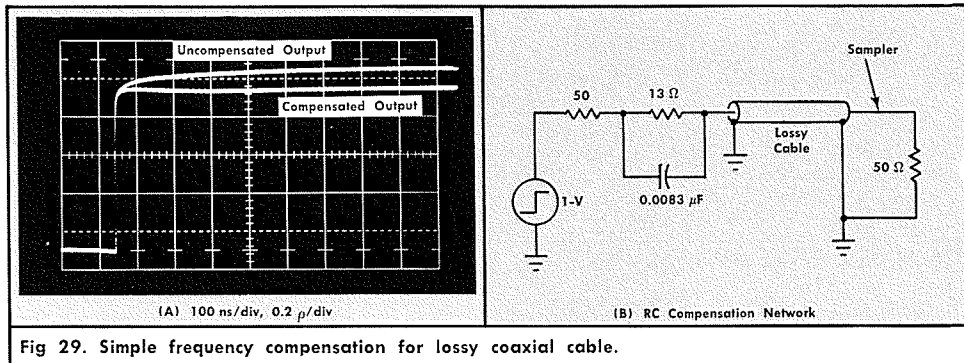 Uncompensated Output
Compensated Output
(A) 100 ns/div, 0.2 ρ/div
Sampler
50
13 Ω
Lossy
Cable
50 Ω
0.0083 μF
1-V
(B) RC Compensation Network
Fig 29. Simple frequency compensation for lossy coaxial cable.